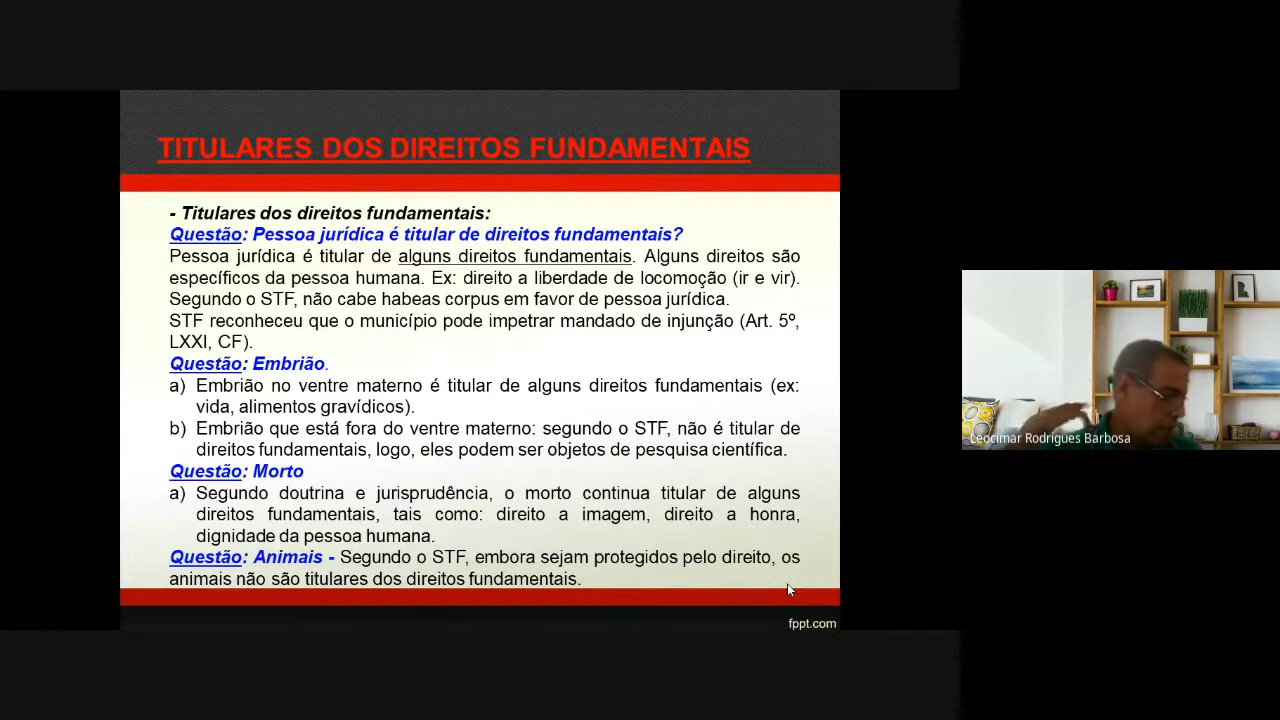 TITULARES DOS DIREITOS FUNDAMENTAIS
- Titulares dos direitos fundamentais:
Questão: Pessoa jurídica é titular de direitos fundamentais?
Pessoa jurídica é titular de alguns direitos fundamentais. Alguns direitos são
específicos da pessoa humana. Ex: direito a liberdade de locomoção (ir e vir).
Segundo o STF, não cabe habeas corpus em favor de pessoa jurídica.
STF reconheceu que o município pode impetrar mandado de injunção (Art. 5º,
LXXI, CF).
Questão: Embrião.
a) Embrião no ventre materno é titular de alguns direitos fundamentais (ex:
vida, alimentos gravídicos).
b) Embrião que está fora do ventre materno: segundo o STF, não é titular de
direitos fundamentais, logo, eles podem ser objetos de pesquisa científica.
Questão: Morto
a) Segundo doutrina e jurisprudência, o morto continua titular de alguns
direitos fundamentais, tais como: direito a imagem, direito a honra,
dignidade da pessoa humana.
Questão: Animais - Segundo o STF, embora sejam protegidos pelo direito, os
animais não são titulares dos direitos fundamentais.
fppt.com
Leocimar Rodrigues Barbosa